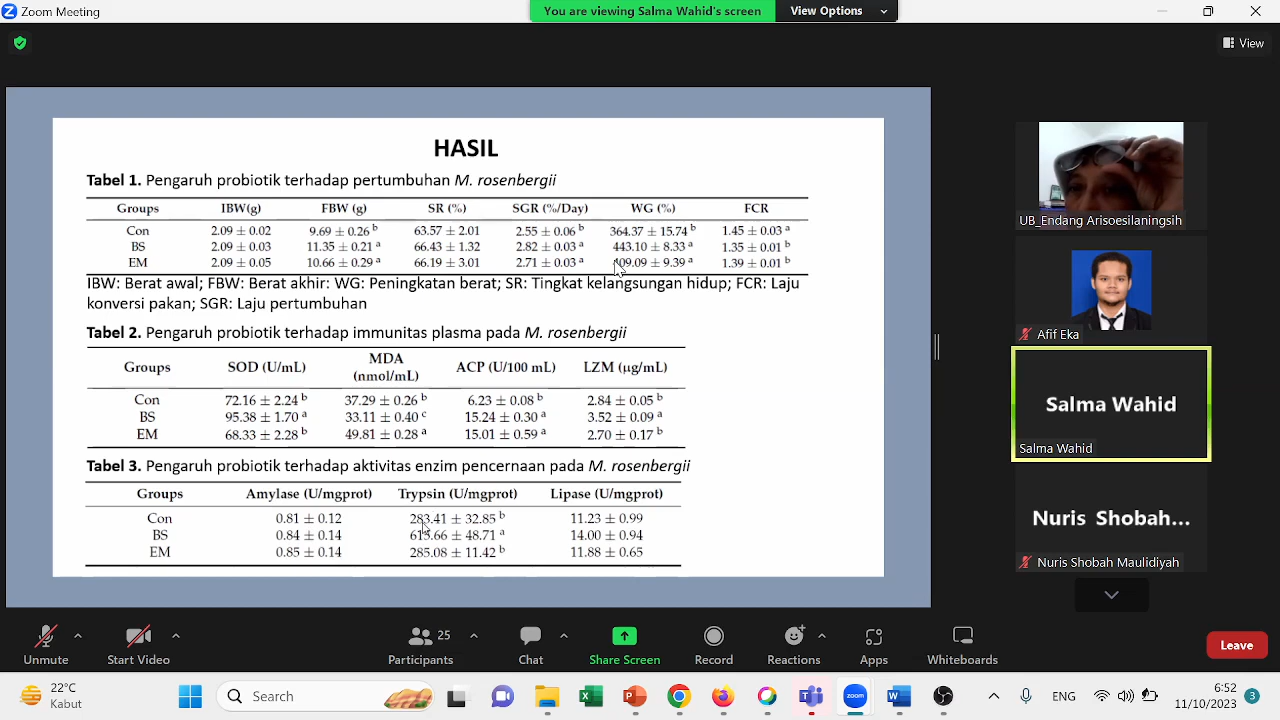 Zoom Meeting
You are viewing Salma Wahid's screen View Options
View
HASIL
Tabel 1. Pengaruh probiotik terhadap pertumbuhan M. rosenbergii
Groups IBW(g) FBW (g) SR (%) SGR (%/Day) WG (%) FCR
Con 2.09 ± 0.02 9.69 ± 0.26 b 63.57 ± 2.01 2.55 ± 0.06 b 364.37 ± 15.74 b 1.45 ± 0.03 a
BS 2.09 ± 0.03 11.35 ± 0.21 a 66.43 ± 1.32 2.82 ± 0.03 a 443.10 ± 8.33 a 1.35 ± 0.01 b
EM 2.09 ± 0.05 10.66 ± 0.29 a 66.19 ± 3.01 2.71 ± 0.03 a ± 9.39 a 1.39 ± 0.01 b
IBW: Berat awal; FBW: Berat akhir: WG: Peningkatan berat; SR: Tingkat kelangsungan hidup; FCR: Laju
konversi pakan; SGR: Laju pertumbuhan
Tabel 2. Pengaruh probiotik terhadap immunitas plasma pada M. rosenbergii
Groups SOD (U/mL) MDA (nmol/mL) ACP (U/100 mL) LZM (µg/mL)
Con 72.16 ± 2.24 b 37.29 ± 0.26 b 6.23 ± 0.08 b 2.84 ± 0.05 b
BS 95.38 ± 1.70 a 33.11 ± 0.40 c 15.24 ± 0.30 a 3.52 ± 0.09 a
EM 68.33 ± 2.28 b 49.81 ± 0.28 a 15.01 ± 0.59 a 2.70 ± 0.17 b
Tabel 3. Pengaruh probiotik terhadap aktivitas enzim pencernaan pada M. rosenbergii
Groups Amylase (U/mgprot) Trypsin (U/mgprot) Lipase (U/mgprot)
Con 0.81 ± 0.12 283.41 ± 32.85 b 11.23 ± 0.99
BS 0.84 ± 0.14 ± 48.71 a 14.00 ± 0.94
EM 0.85 ± 0.14 285.08 ± 11.42 b 11.88 ± 0.65
UB_Endang Arisoesilaningsih
Afif Eka
Salma Wahid
Salma Wahid
Nuris Shobah...
Nuris Shobah Maulidiyah
Unmute Start Video Participants 25 Chat Share Screen Record Reactions Apps Whiteboards Leave
22°C
Kabut
Search
zoom
ENG
6:52
11/10/2023
3